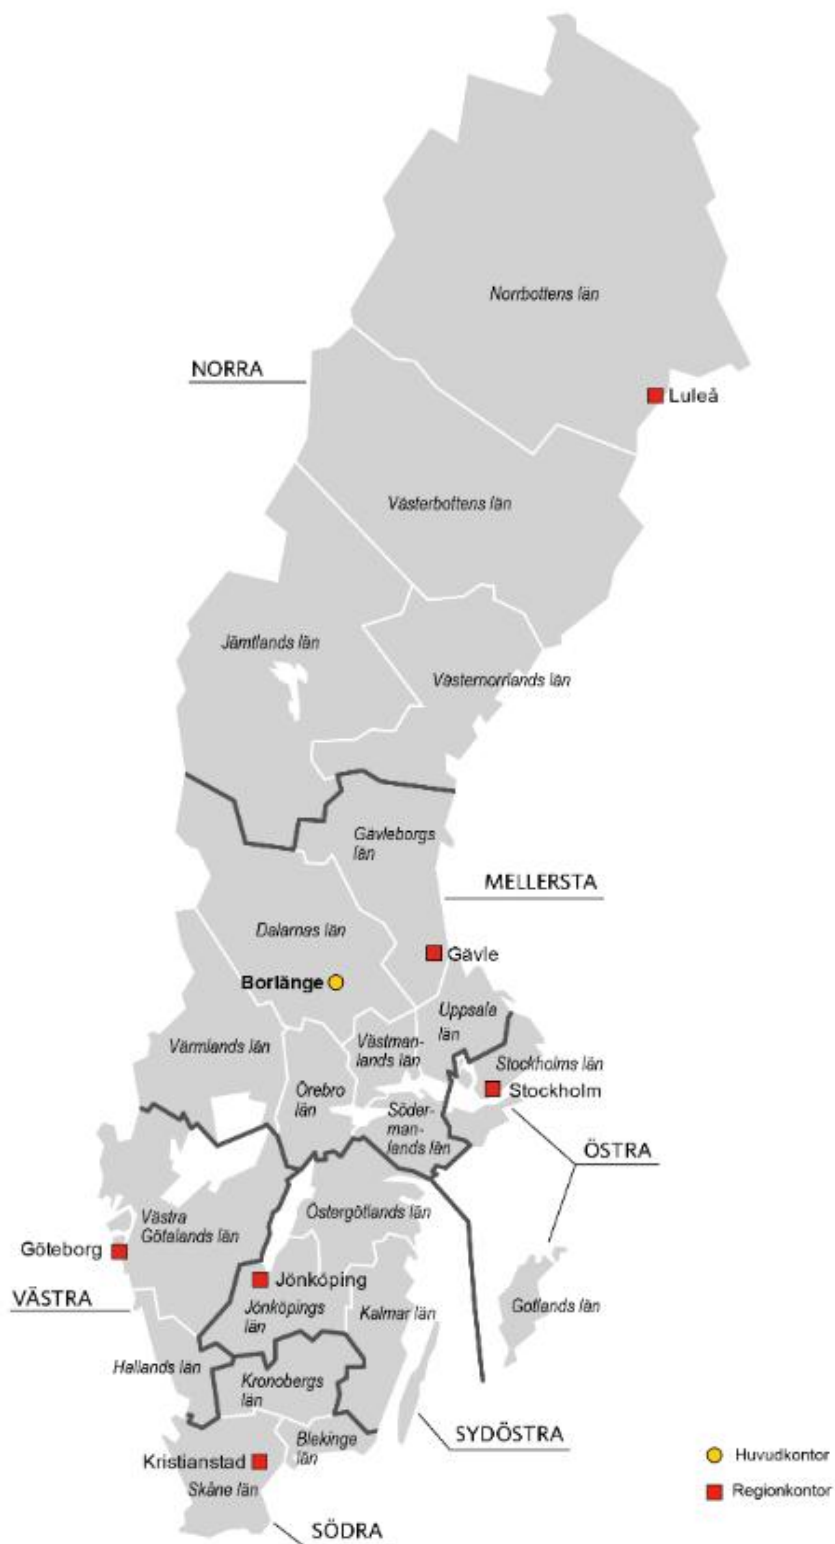 Norrbottens län
NORRA
Luleå
Västerbottens län
Jämtlands län
Västernorrlands län
Gävleborgs
län
MELLERSTA
Dalarnas län
Gävle
Borlänge
Uppsala
län
Västman-
lands län
Värmlands län
Stockholms län
Örebro
län
Stockholm
Söder-
man-
lands län
ÖSTRA
Östergötlands län
Västra
Götalands län
Göteborg
Jönköping
VÄSTRA
Jönköpings
län
Kalmar län
Gotlands län
Hallands län
Kronobergs
län
SYDÖSTRA
Blekinge
län
Kristianstad
Skåne län
SÖDRA
Huvudkontor
Regionkontor